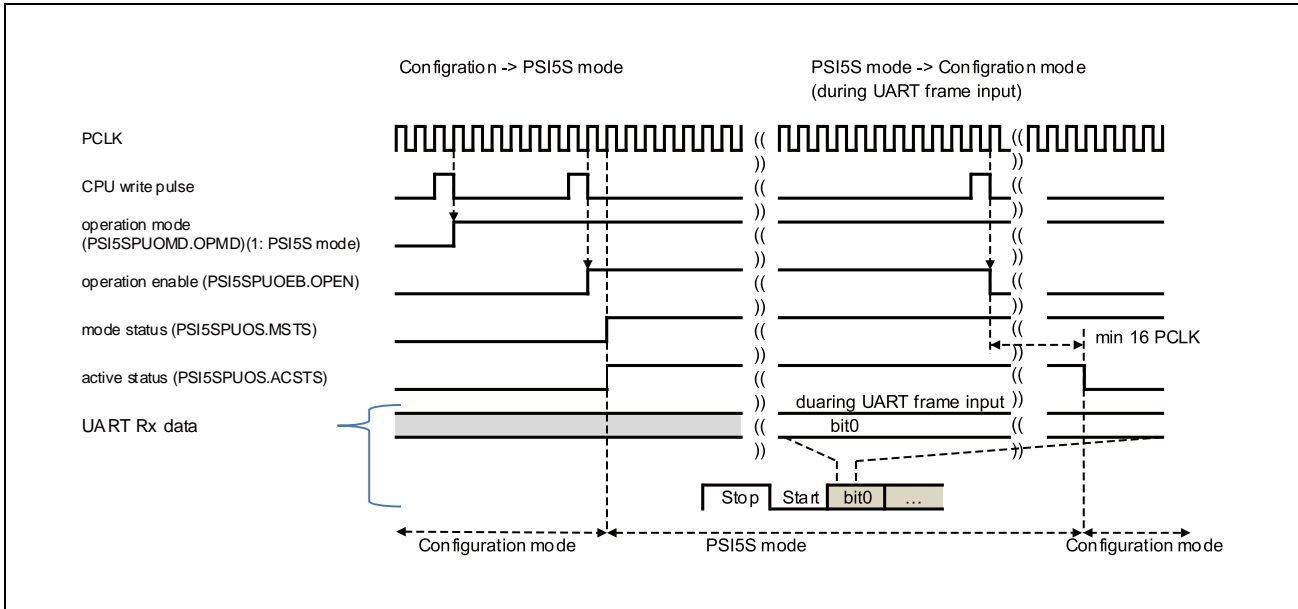 Configration -> PSI5S mode
PSI5S mode -> Configration mode
(during UART frame input)
PCLK
CPU write pulse
operation mode
(PSI5SPUOMD.OPMD)(1: PSI5S mode)
operation enable (PSI5SPUOEB.OPEN)
mode status (PSI5SPUOS.MSTS)
min 16 PCLK
active status (PSI5SPUOS.ACSTS)
duaring UART frame input
UART Rx data
bit0
Stop Start bit0 ...
Configuration mode PSI5S mode Configuration mode